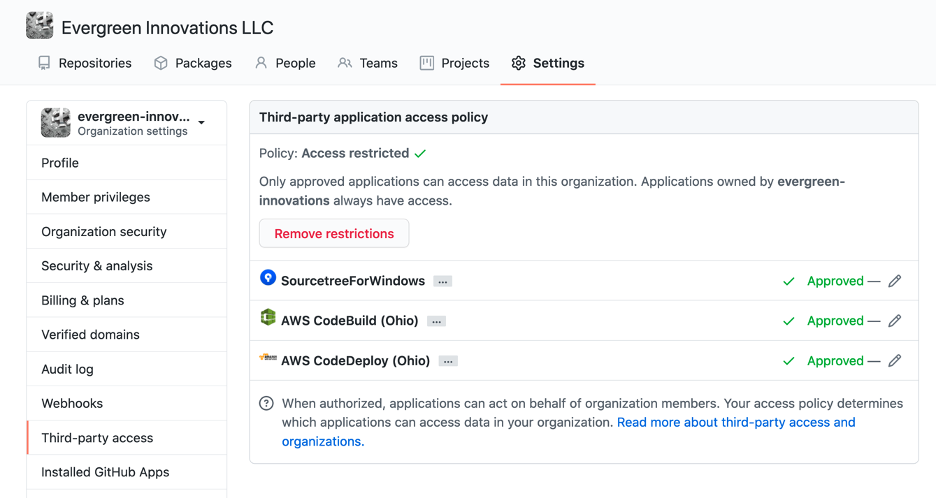 Evergreen Innovations LLC
Repositories Packages People Teams Projects Settings
evergreen-innov...
Organization settings
Profile
Member privileges
Organization security
Security & analysis
Billing & plans
Verified domains
Audit log
Webhooks
Third-party access
Installed GitHub Apps
Third-party application access policy
Policy: Access restricted ✓
Only approved applications can access data in this organization. Applications owned by evergreen-
innovations always have access.
Remove restrictions
SourcetreeForWindows ... ✓ Approved —
AWS CodeBuild (Ohio) ... ✓ Approved —
AWS CodeDeploy (Ohio) ... ✓ Approved —
When authorized, applications can act on behalf of organization members. Your access policy determines
which applications can access data in your organization. Read more about third-party access and
organizations.